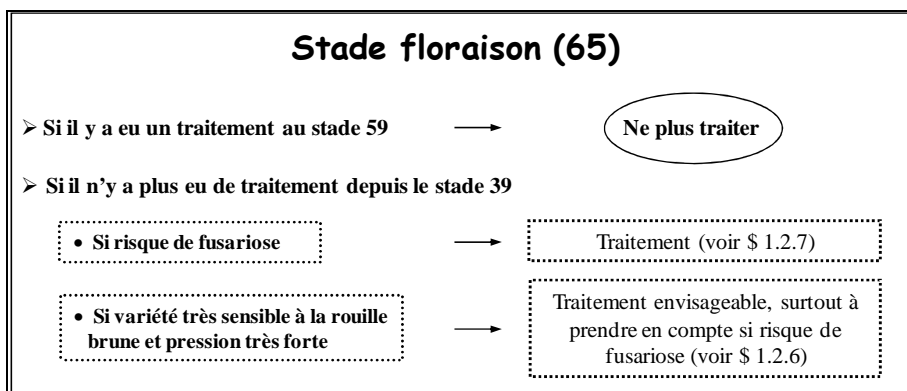 Stade floraison (65)
➢ Si il y a eu un traitement au stade 59 → Ne plus traiter
➢ Si il n'y a plus eu de traitement depuis le stade 39
• Si risque de fusariose → Traitement (voir $ 1.2.7)
• Si variété très sensible à la rouille
brune et pression très forte
→
Traitement envisageable, surtout à
prendre en compte si risque de
fusariose (voir $ 1.2.6)